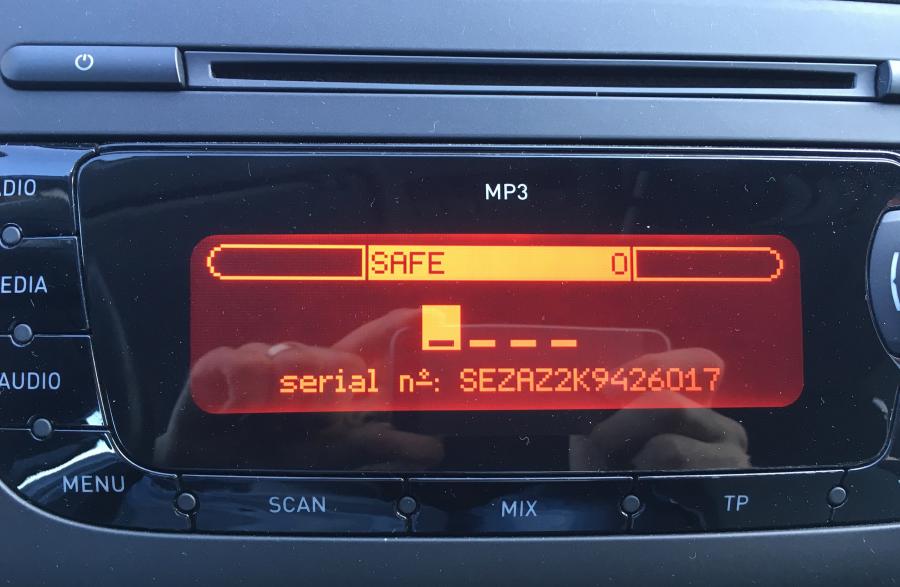 MP3
ADIO
SAFE 0
EDIA
_ _ _ _
serial nº: SEZAZ2K9426017
AUDIO
MENU SCAN MIX TP